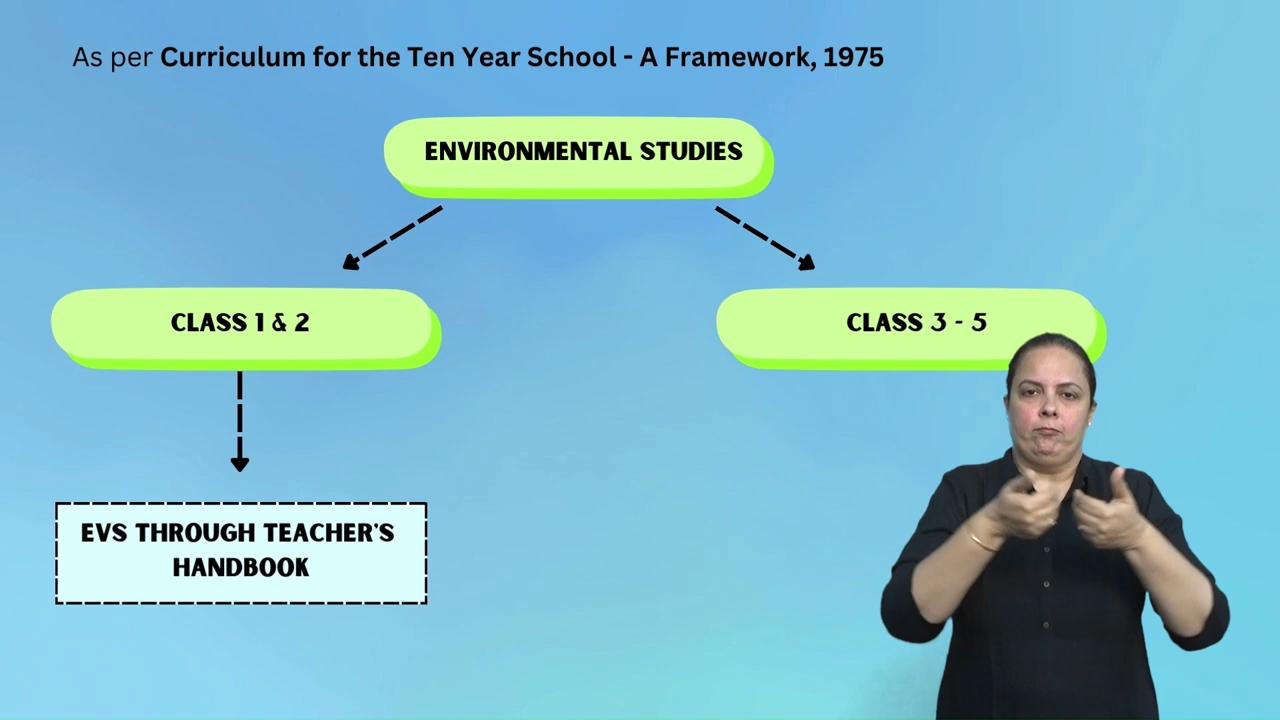 As per Curriculum for the Ten Year School - A Framework, 1975
ENVIRONMENTAL STUDIES
CLASS 1 & 2
CLASS 3 - 5
EVS THROUGH TEACHER'S
HANDBOOK